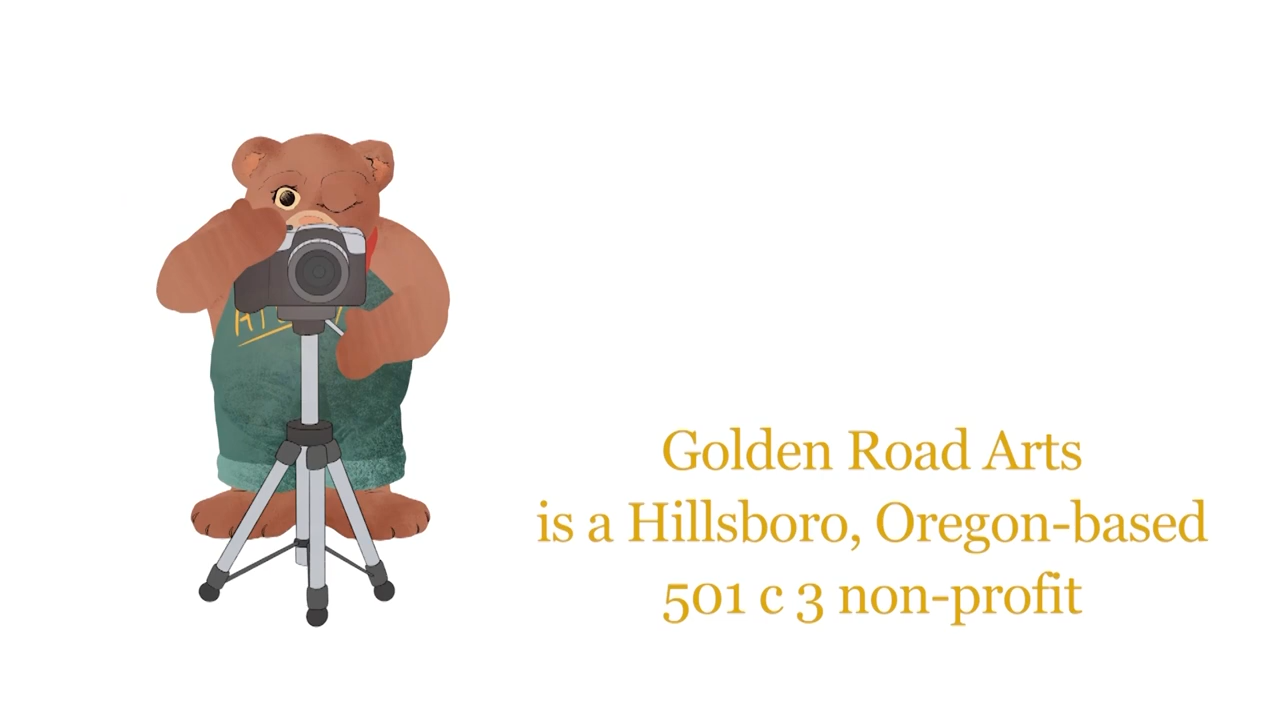 Golden Road Arts
is a Hillsboro, Oregon-based
501 c 3 non-profit